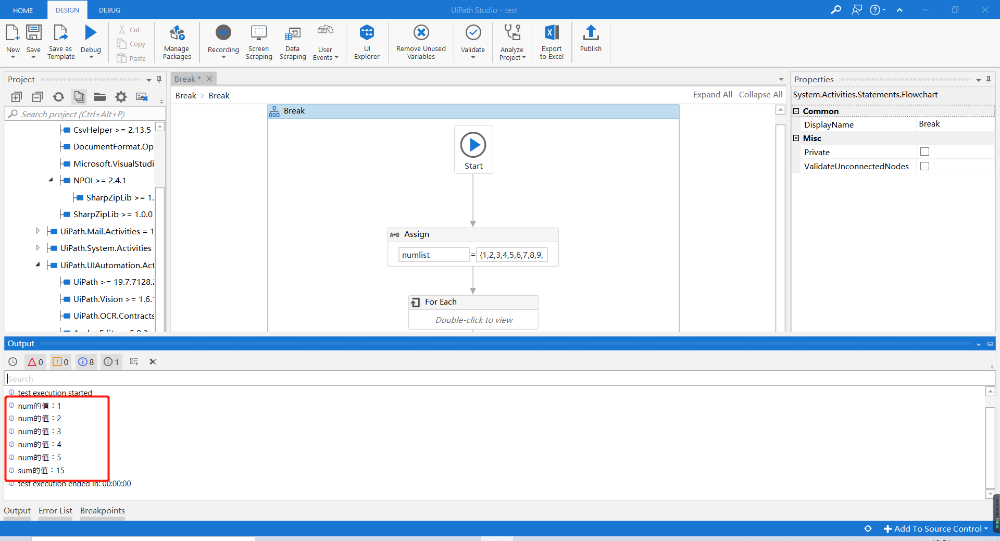 HOME DESIGN DEBUG UiPath Studio - test
New Save Save as Template Debug
Cut
Copy
Paste
Manage Packages
Recording
Screen Scraping
Data Scraping
User Events
UI Explorer
Remove Unused Variables
Validate
Analyze Project
Export to Excel
Publish
Project
Search project (Ctrl+Alt+P)
CsvHelper >= 2.13.5
DocumentFormat.Op
Microsoft.VisualStudi
NPOI >= 2.4.1
SharpZipLib >= 1.
SharpZipLib >= 1.0.0
UiPath.Mail.Activities = 1
UiPath.System.Activities
UiPath.UIAutomation.Act
UiPath >= 19.7.7128.2
UiPath.Vision >= 1.6.1
UiPath.OCR.Contracts
Break *
Break > Break
Expand All Collapse All
Break
Start
Assign
numlist = {1,2,3,4,5,6,7,8,9,
For Each
Double-click to view
Properties
System.Activities.Statements.Flowchart
Common
DisplayName Break
Misc
Private
ValidateUnconnectedNodes
Output
0 0 8 1
Search
test execution started
num的值：1
num的值：2
num的值：3
num的值：4
num的值：5
sum的值：15
test execution ended in: 00:00:00
Output Error List Breakpoints
Add To Source Control